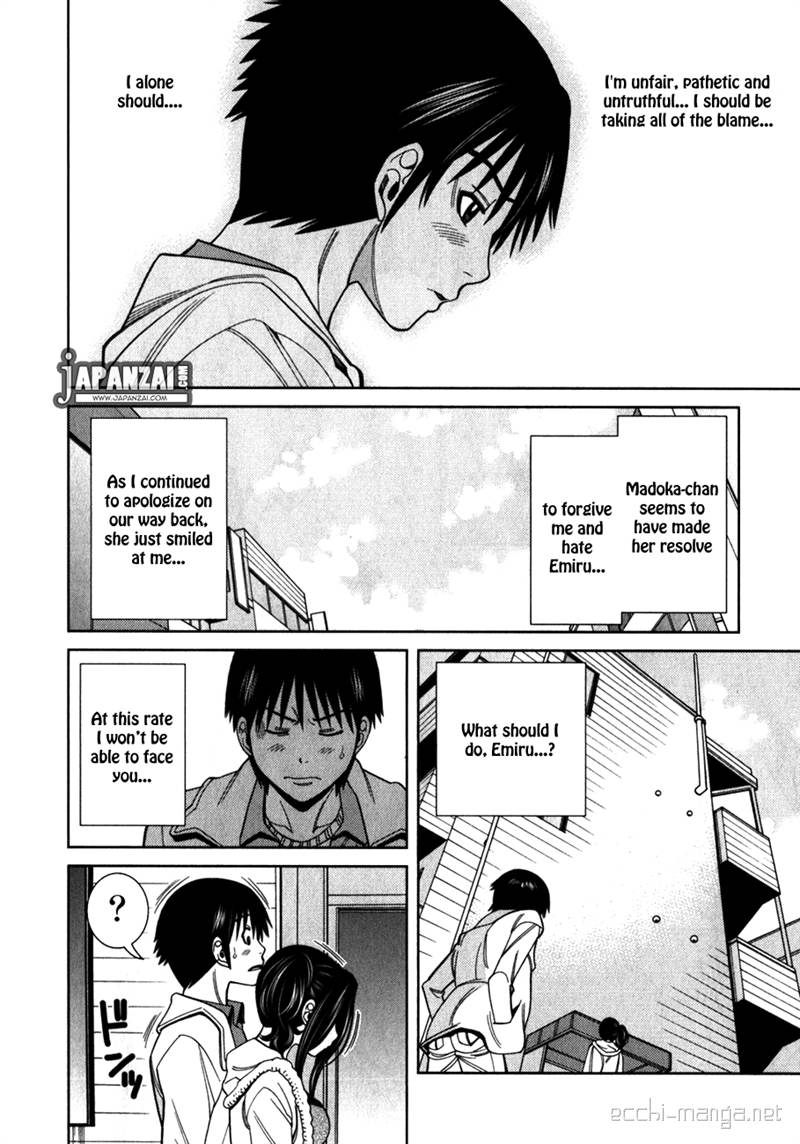 I'm unfair, pathetic and
untruthful... I should be
taking all of the blame...
I alone
should....
JAPANZAI.COM
WWW.JAPANZAI.COM
Madoka-chan
seems to
have made
her resolve
to forgive
me and
hate
Emiru...
As I continued
to apologize on
our way back,
she just smiled
at me...
What should I
do, Emiru...?
At this rate
I won't be
able to face
you...
?
ドンッ
ecchi-manga.net